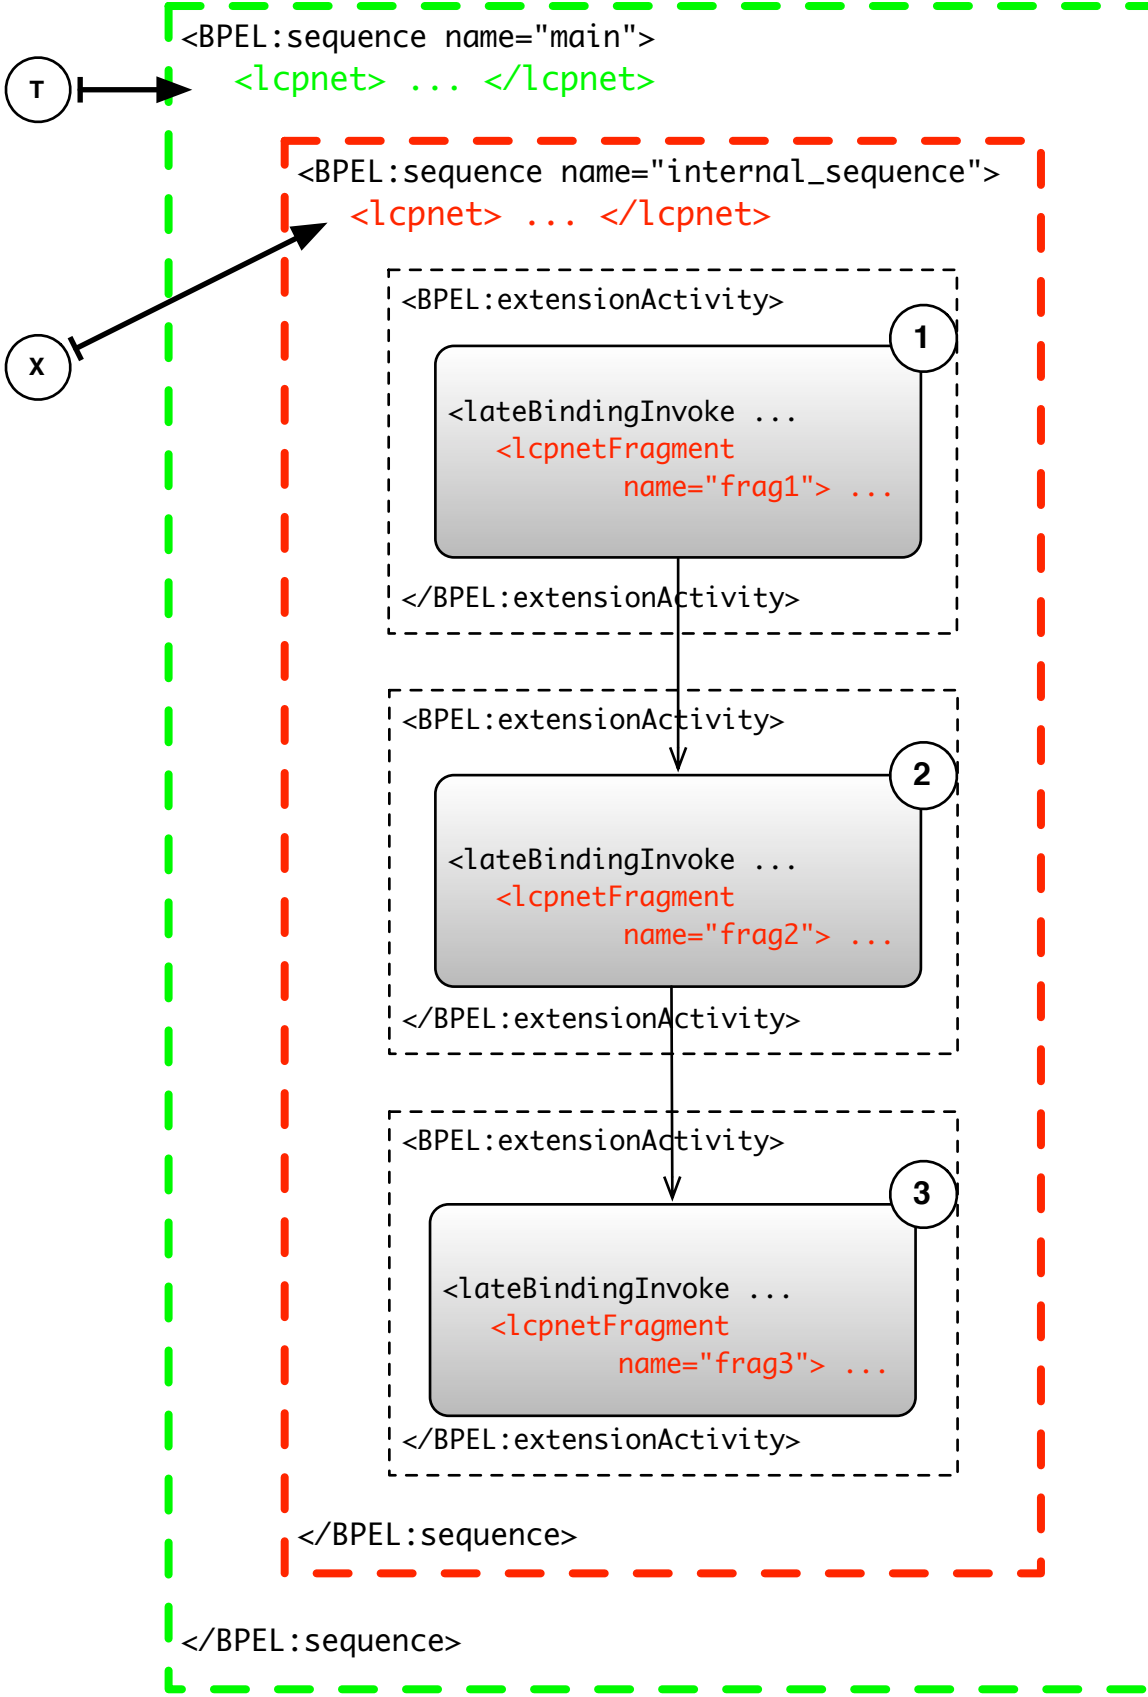 <BPEL:sequence name="main">
<lcpnet> ... </lcpnet>
T
<BPEL:sequence name="internal_sequence">
<lcpnet> ... </lcpnet>
X
<BPEL:extensionActivity>
1
<lateBindingInvoke ...
<lcpnetFragment
name="frag1"> ...
</BPEL:extensionActivity>
<BPEL:extensionActivity>
2
<lateBindingInvoke ...
<lcpnetFragment
name="frag2"> ...
</BPEL:extensionActivity>
<BPEL:extensionActivity>
3
<lateBindingInvoke ...
<lcpnetFragment
name="frag3"> ...
</BPEL:extensionActivity>
</BPEL:sequence>
</BPEL:sequence>